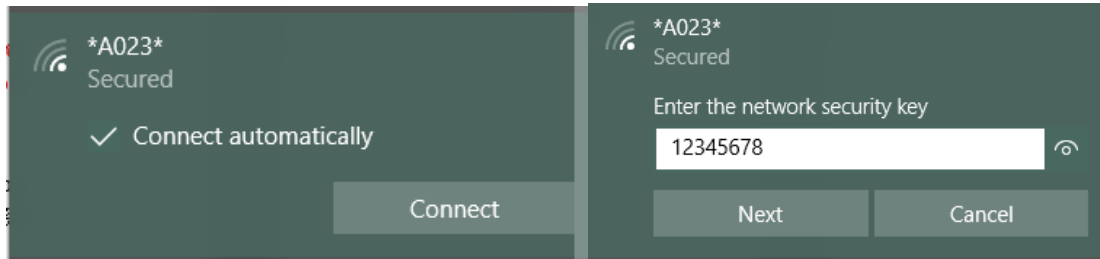 *A023*
Secured
Connect automatically
Connect
*A023*
Secured
Enter the network security key
12345678
Next
Cancel